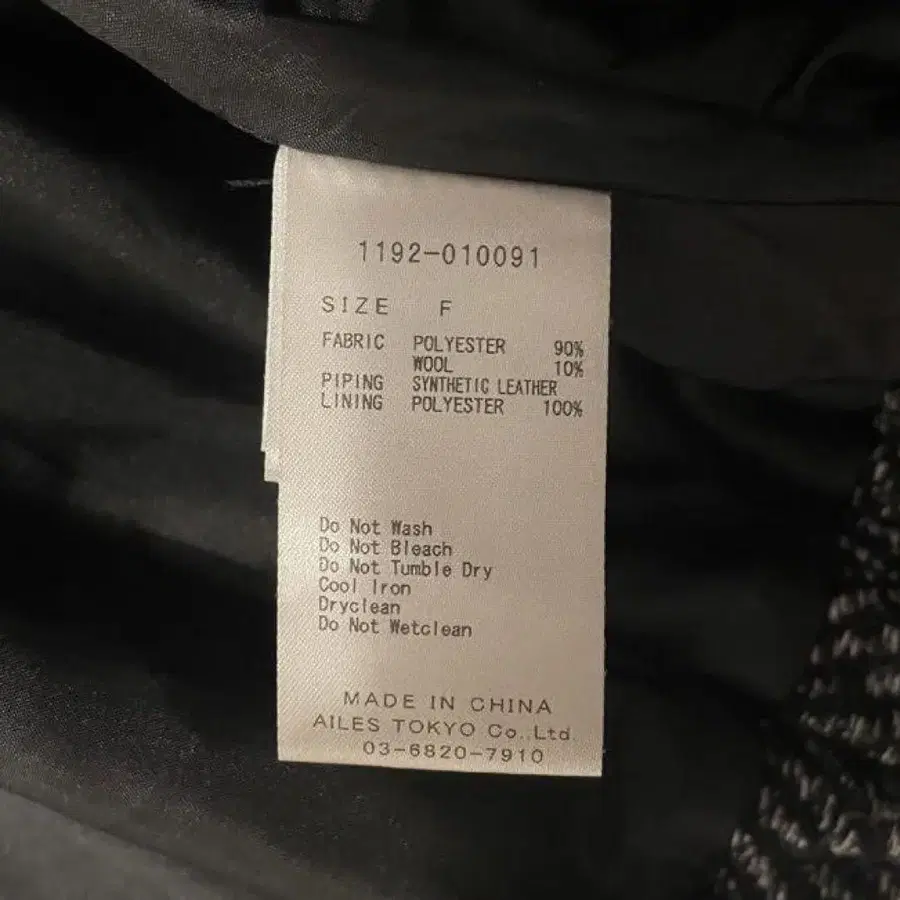 1192-010091
SIZE F
FABRIC POLYESTER 90%
WOOL 10%
PIPING SYNTHETIC LEATHER
LINING POLYESTER 100%
Do Not Wash
Do Not Bleach
Do Not Tumble Dry
Cool Iron
Dryclean
Do Not Wetclean
MADE IN CHINA
AILES TOKYO Co.,Ltd.
03-6820-7910